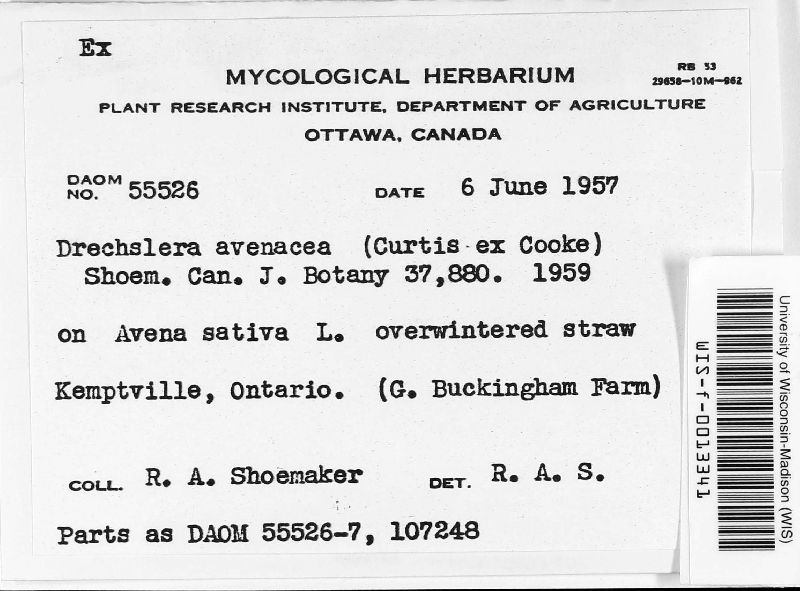 Ex
MYCOLOGICAL HERBARIUM
RB 53
29658-10M-962
PLANT RESEARCH INSTITUTE, DEPARTMENT OF AGRICULTURE
OTTAWA, CANADA
DAOM NO. 55526 DATE 6 June 1957
Drechslera avenacea (Curtis ex Cooke)
Shoem. Can. J. Botany 37,880. 1959
on Avena sativa L. overwintered straw
Kemptville, Ontario. (G. Buckingham Farm)
COLL. R. A. Shoemaker DET. R. A. S.
Parts as DAOM 55526-7, 107248
University of Wisconsin-Madison (WIS)
WIS-f-0013341